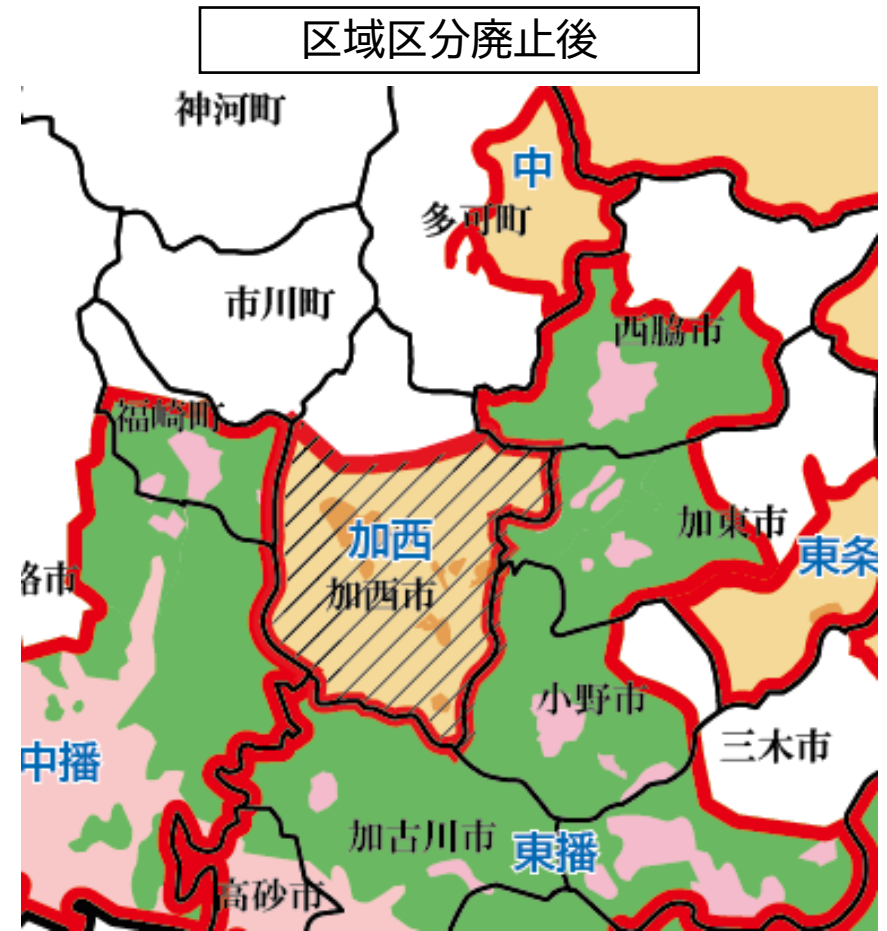 区域区分廃止後
神河町
中
多可町
市川町
西脇市
福崎町
加東市
加西
東条
加西市
路市
小野市
三木市
中播
加古川市
東播
高砂市